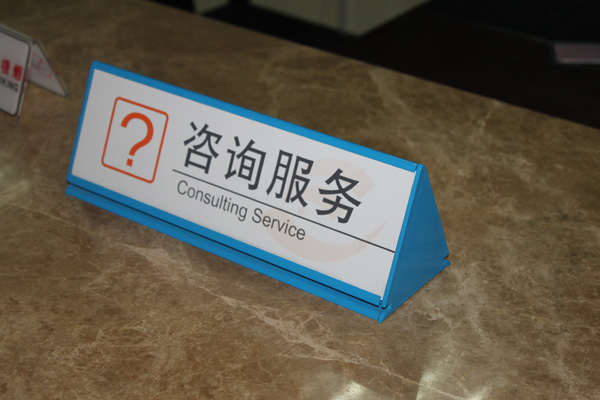 ?
咨询服务
Consulting Service